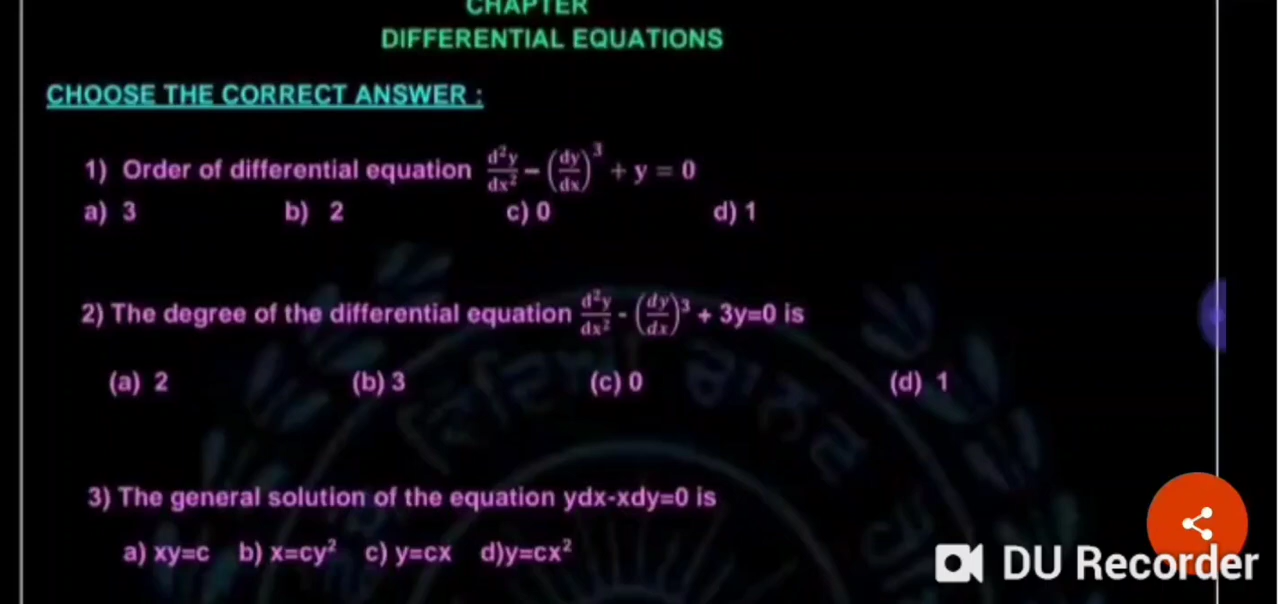 CHAPTER
DIFFERENTIAL EQUATIONS
CHOOSE THE CORRECT ANSWER :
1) Order of differential equation d²y/dx² − (dy/dx)³ + y = 0
a) 3 b) 2 c) 0 d) 1
2) The degree of the differential equation d²y/dx² - (dy/dx)³ + 3y=0 is
(a) 2 (b) 3 (c) 0 (d) 1
3) The general solution of the equation ydx-xdy=0 is
a) xy=c b) x=cy² c) y=cx d)y=cx²
DU Recorder